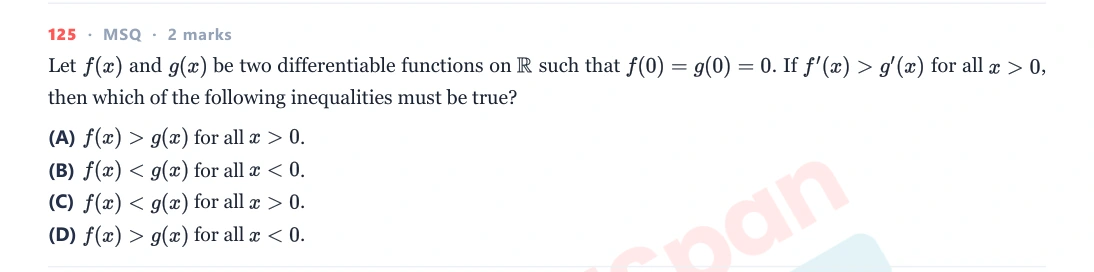 125 · MSQ · 2 marks
Let f(x) and g(x) be two differentiable functions on ℝ such that f(0) = g(0) = 0. If f′(x) > g′(x) for all x > 0,
then which of the following inequalities must be true?
(A) f(x) > g(x) for all x > 0.
(B) f(x) < g(x) for all x < 0.
(C) f(x) < g(x) for all x > 0.
(D) f(x) > g(x) for all x < 0.